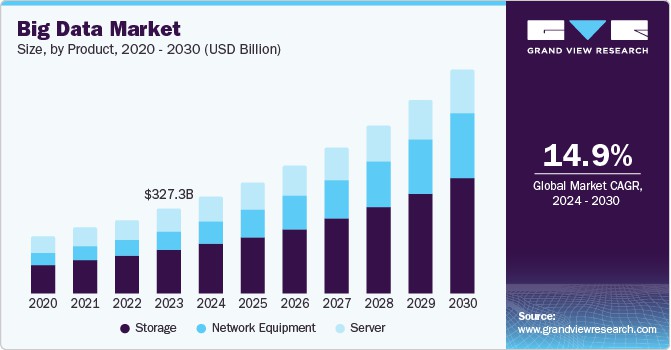 Big Data Market
Size, by Product, 2020 - 2030 (USD Billion)
$327.3B
2020 2021 2022 2023 2024 2025 2026 2027 2028 2029 2030
Storage Network Equipment Server
GRAND VIEW RESEARCH
14.9%
Global Market CAGR,
2024 - 2030
Source:
www.grandviewresearch.com